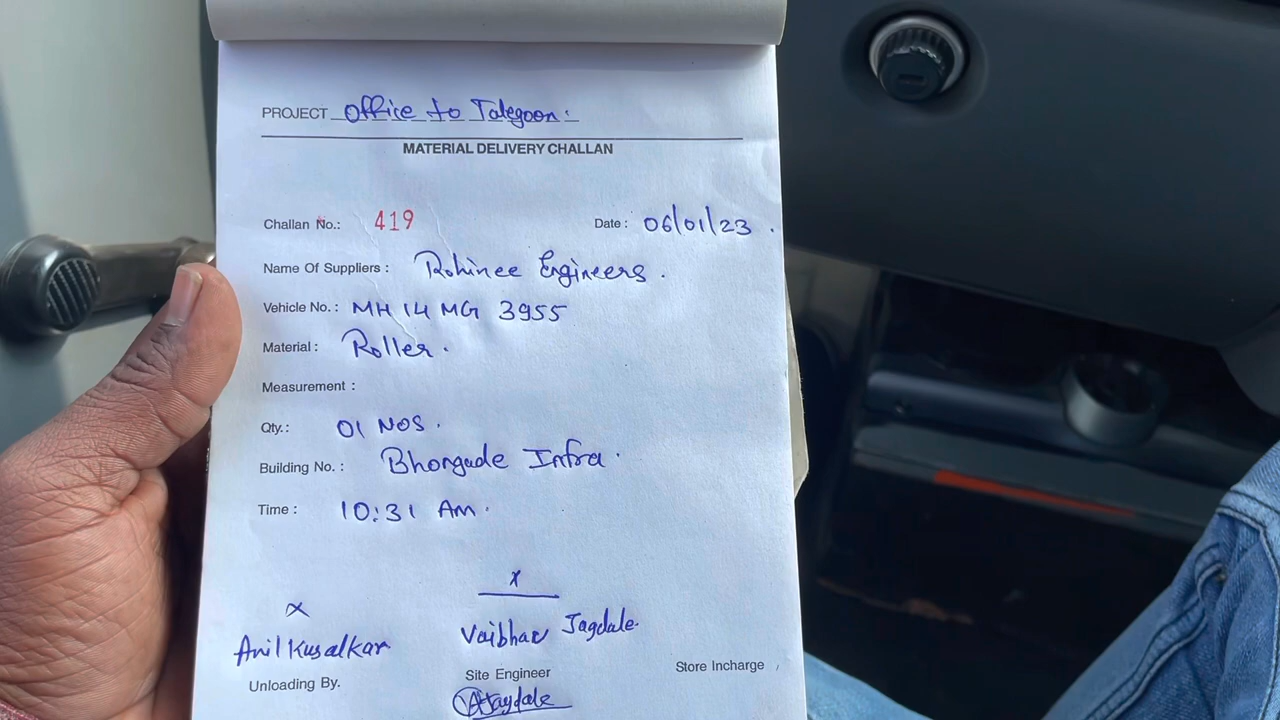 PROJECT Office to Talegoon.
MATERIAL DELIVERY CHALLAN
Challan No.: 419 Date: 06/01/23.
Name Of Suppliers: Rohinee Engineers.
Vehicle No.: MH 14 MG 3955
Material: Roller.
Measurement:
Qty.: 01 NOS.
Building No.: Bhongade Infra.
Time: 10:31 AM.
x x
Anil Kusalkar Vaibhav Jagdale.
Unloading By. Site Engineer Store Incharge
Jagdale